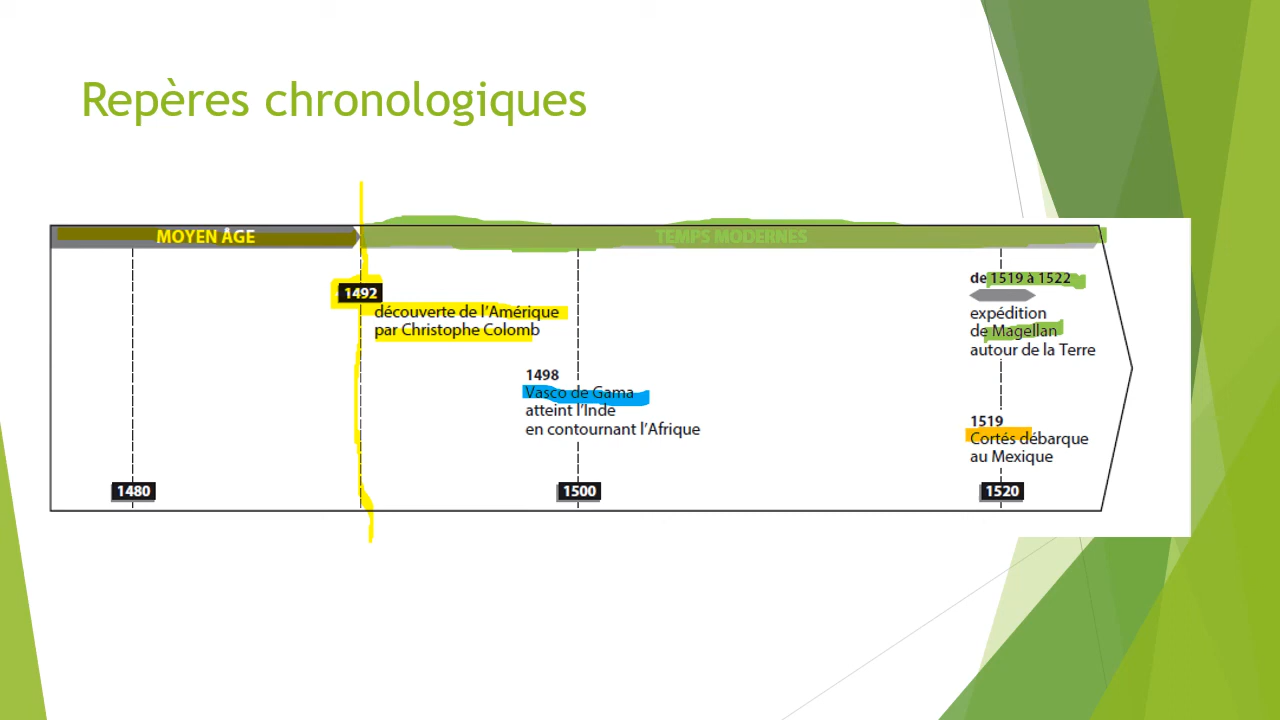 Repères chronologiques
MOYEN ÂGE
TEMPS MODERNES
1492
découverte de l'Amérique
par Christophe Colomb
1498
Vasco de Gama
atteint l'Inde
en contournant l'Afrique
de 1519 à 1522
expédition
de Magellan
autour de la Terre
1519
Cortés débarque
au Mexique
1480
1500
1520